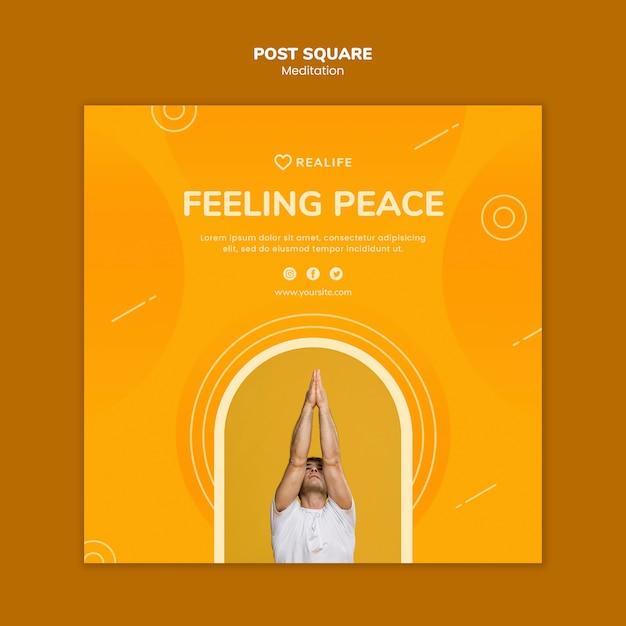 POST SQUARE
Meditation
REALIFE
FEELING PEACE
Lorem ipsum dolor sit amet, consectetur adipisicing
elit, sed do eiusmod tempor incididunt ut.
www.yoursite.com